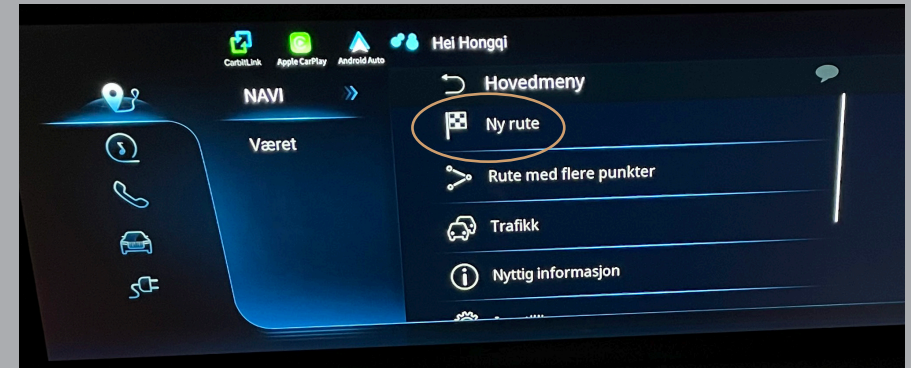 Hei Hongqi
CarbitLink Apple CarPlay Android Auto
NAVI
Været
Hovedmeny
Ny rute
Rute med flere punkter
Trafikk
Nyttig informasjon